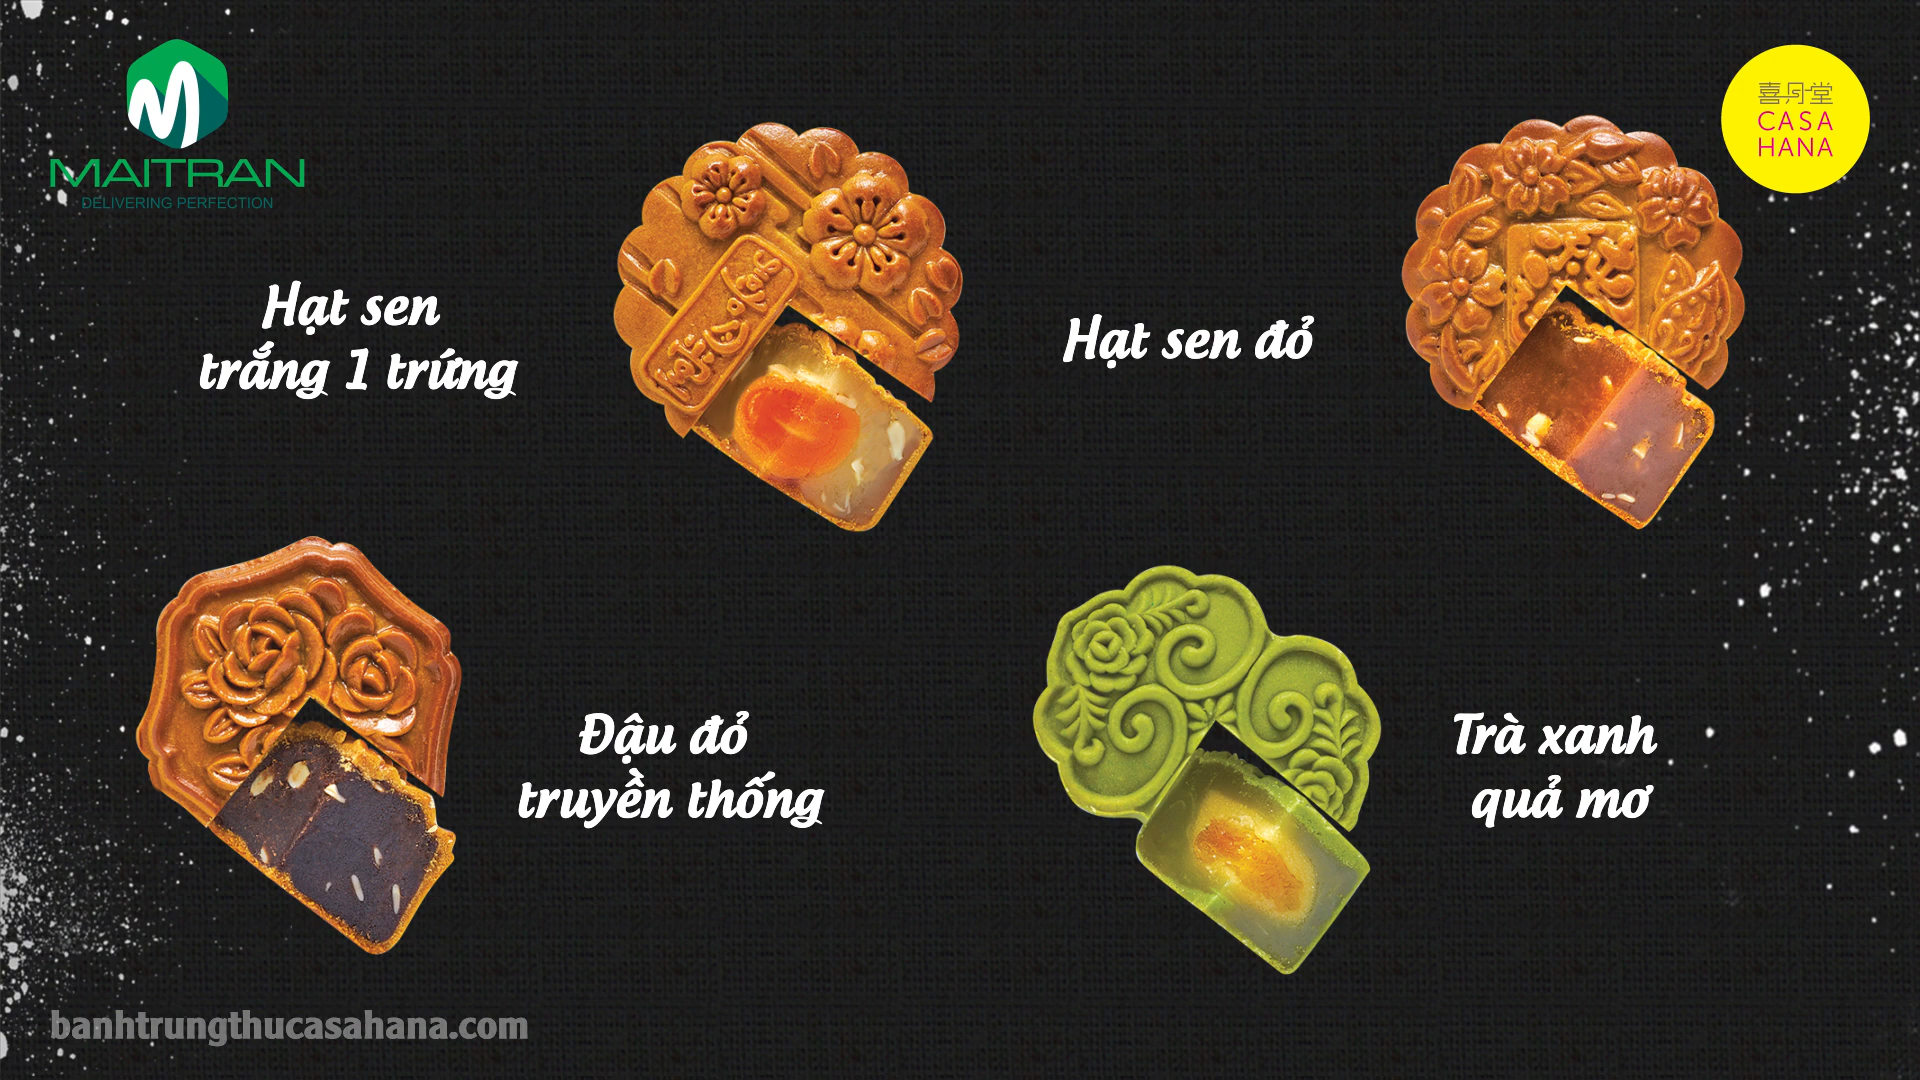 MAITRAN
DELIVERING PERFECTION
喜月堂
CASA
HANA
Hạt sen
trắng 1 trứng
Hạt sen đỏ
Đậu đỏ
truyền thống
Trà xanh
quả mơ
banhtrungthucasahana.com